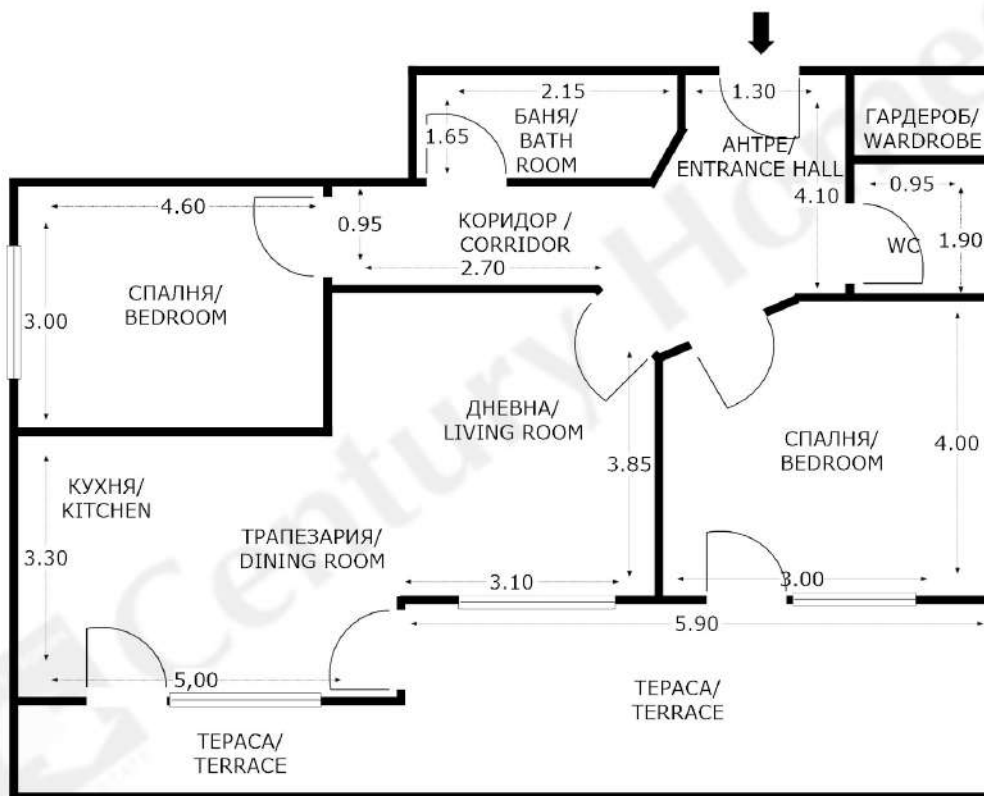 2.15
1.30
БАНЯ/
BATH
ROOM
1.65
АНТРЕ/
ENTRANCE HALL
ГАРДЕРОБ/
WARDROBE
4.10
0.95
4.60
0.95
КОРИДОР /
CORRIDOR
2.70
WC
1.90
СПАЛНЯ/
BEDROOM
3.00
ДНЕВНА/
LIVING ROOM
3.85
СПАЛНЯ/
BEDROOM
4.00
КУХНЯ/
KITCHEN
3.30
ТРАПЕЗАРИЯ/
DINING ROOM
3.10
3.00
5.90
5,00
ТЕРАСА/
TERRACE
ТЕРАСА/
TERRACE
Century Home